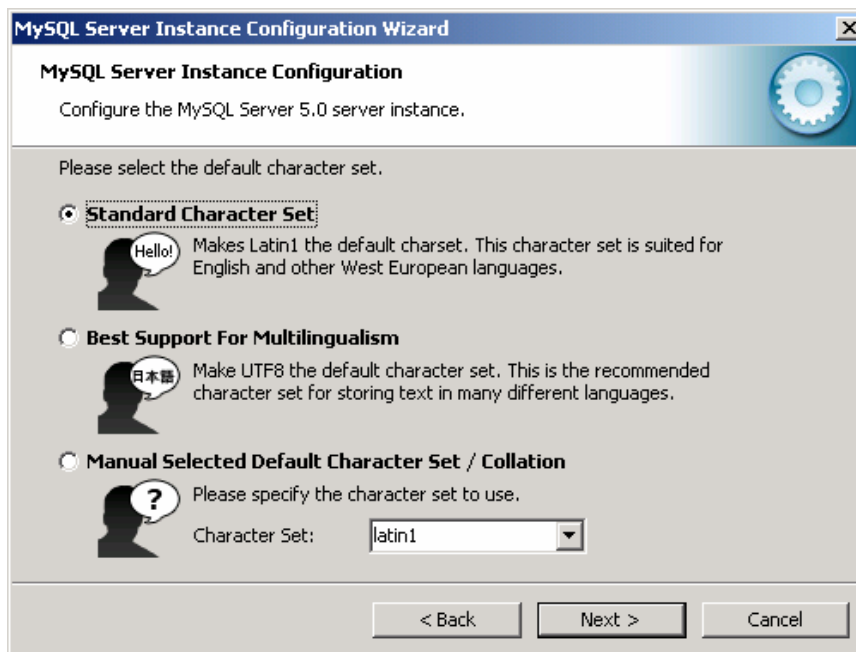 MySQL Server Instance Configuration Wizard
MySQL Server Instance Configuration
Configure the MySQL Server 5.0 server instance.
Please select the default character set.
Standard Character Set
Hello!
Makes Latin1 the default charset. This character set is suited for
English and other West European languages.
Best Support For Multilingualism
日本語
Make UTF8 the default character set. This is the recommended
character set for storing text in many different languages.
Manual Selected Default Character Set / Collation
?
Please specify the character set to use.
Character Set: latin1
< Back Next > Cancel